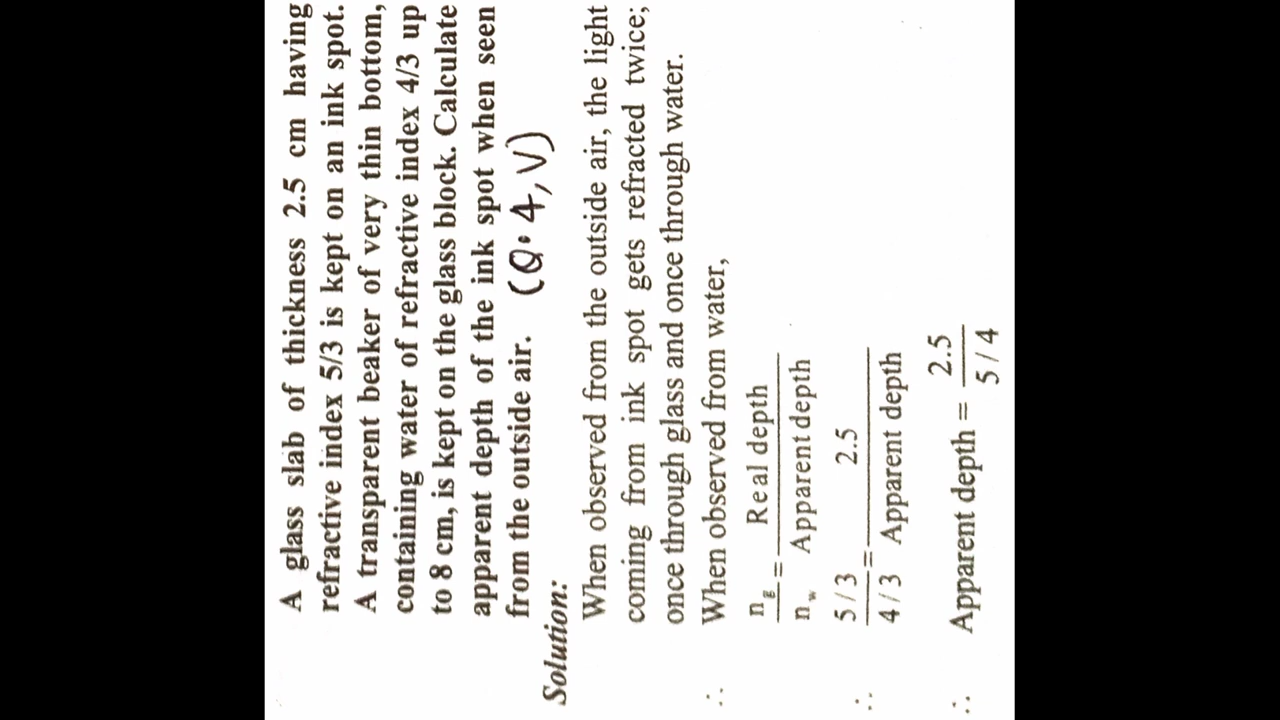 A glass slab of thickness 2.5 cm having
refractive index 5/3 is kept on an ink spot.
A transparent beaker of very thin bottom,
containing water of refractive index 4/3 up
to 8 cm, is kept on the glass block. Calculate
apparent depth of the ink spot when seen
from the outside air. (Q. 4, V)
Solution:
When observed from the outside air, the light
coming from ink spot gets refracted twice;
once through glass and once through water.
∴ When observed from water,
n_g / n_w = Real depth / Apparent depth
∴ 5/3 / 4/3 = 2.5 / Apparent depth
∴ Apparent depth = 2.5 / 5/4